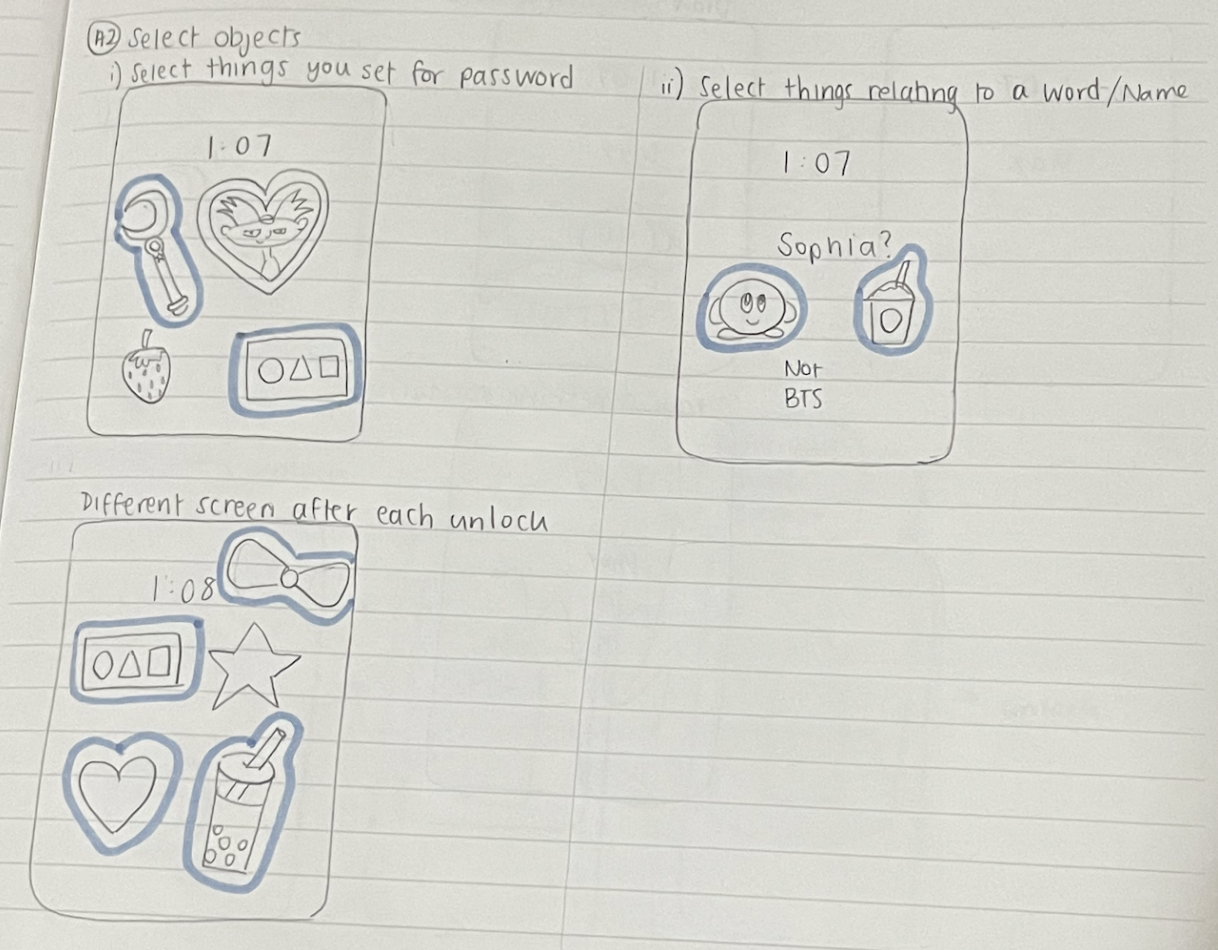 A2 Select objects
i) Select things you set for password
1:07
ii) Select things relating to a word/Name
1:07
Sophia?
Not
BTS
Different screen after each unlock
1:08